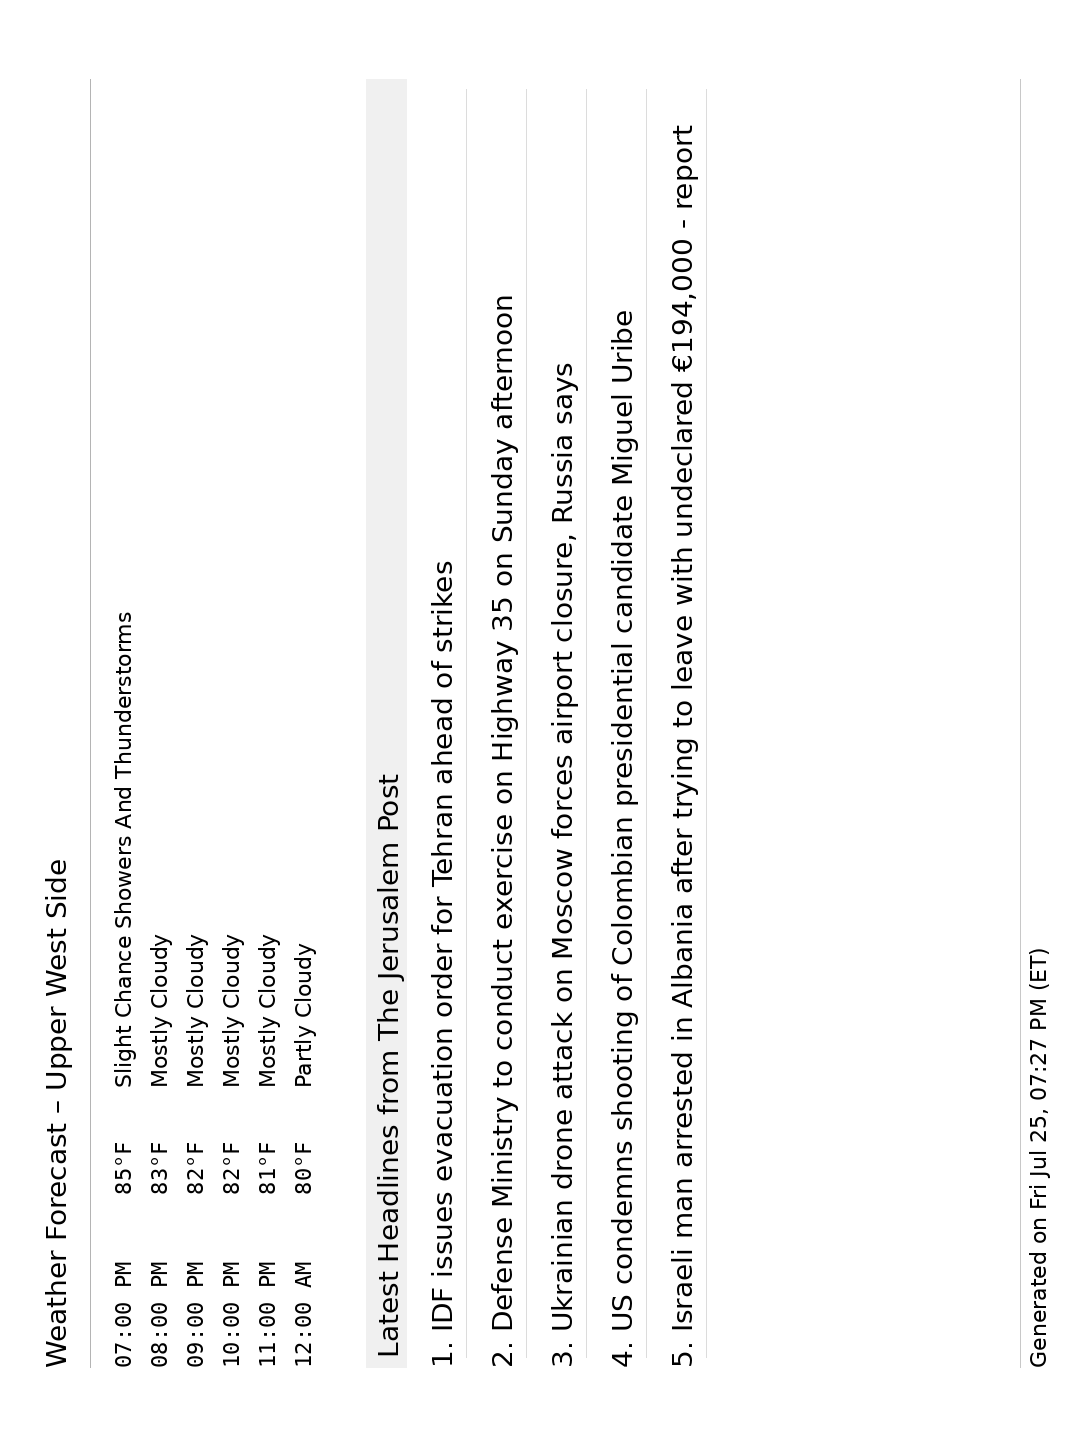 Weather Forecast – Upper West Side
07:00 PM 85°F Slight Chance Showers And Thunderstorms
08:00 PM 83°F Mostly Cloudy
09:00 PM 82°F Mostly Cloudy
10:00 PM 82°F Mostly Cloudy
11:00 PM 81°F Mostly Cloudy
12:00 AM 80°F Partly Cloudy
Latest Headlines from The Jerusalem Post
1. IDF issues evacuation order for Tehran ahead of strikes
2. Defense Ministry to conduct exercise on Highway 35 on Sunday afternoon
3. Ukrainian drone attack on Moscow forces airport closure, Russia says
4. US condemns shooting of Colombian presidential candidate Miguel Uribe
5. Israeli man arrested in Albania after trying to leave with undeclared €194,000 - report
Generated on Fri Jul 25, 07:27 PM (ET)